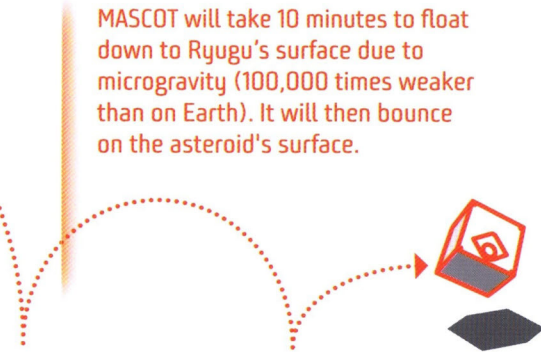 MASCOT will take 10 minutes to float
down to Ryugu's surface due to
microgravity (100,000 times weaker
than on Earth). It will then bounce
on the asteroid's surface.